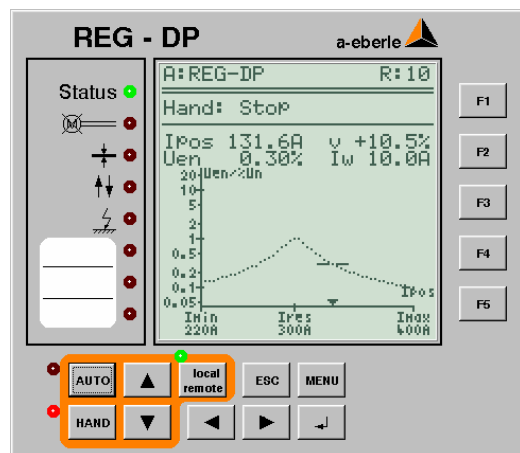 REG - DP
a-eberle
Status
A:REG-DP R:10
Hand: Stop
Ipos 131.6A v +10.5%
Uen 0.30% Iw 10.0A
Uen/%Un
20
10
5
2
1
0.5
0.2
0.1
0.05
Ipos
Imin Ires Imax
220A 300A 400A
F1
F2
F3
F4
F5
AUTO
local
remote
ESC
MENU
HAND